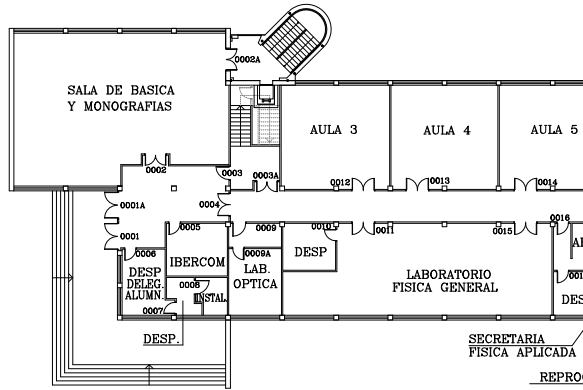 0002A
SALA DE BASICA
Y MONOGRAFIAS
AULA 3
AULA 4
AULA 5
0002
0003
0003A
0012
0013
0014
0001A
0004
0001
0005
0009
0010
0011
0015
0016
0006
0009A
DESP
IBERCOM
LAB.
OPTICA
DESP
DELEG.
ALUMN.
0008
INSTAL.
0007
LABORATORIO
FISICA GENERAL
DESP.
SECRETARIA
FISICA APLICADA